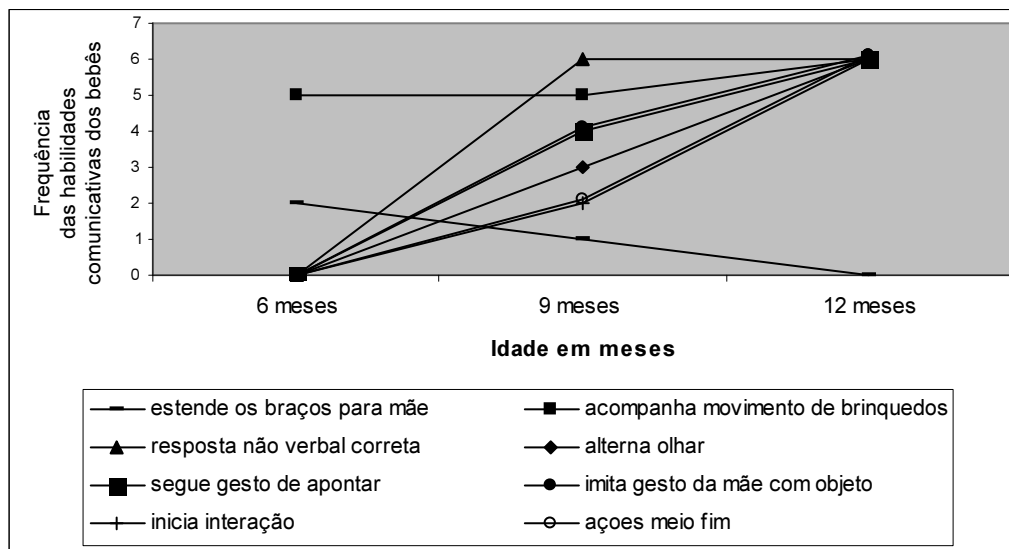 7
6
5
4
3
2
1
0
Frequência
das habilidades
comunicativas dos bebês
6 meses 9 meses 12 meses
Idade em meses
estende os braços para mãe acompanha movimento de brinquedos
resposta não verbal correta alterna olhar
segue gesto de apontar imita gesto da mãe com objeto
inicia interação açoes meio fim